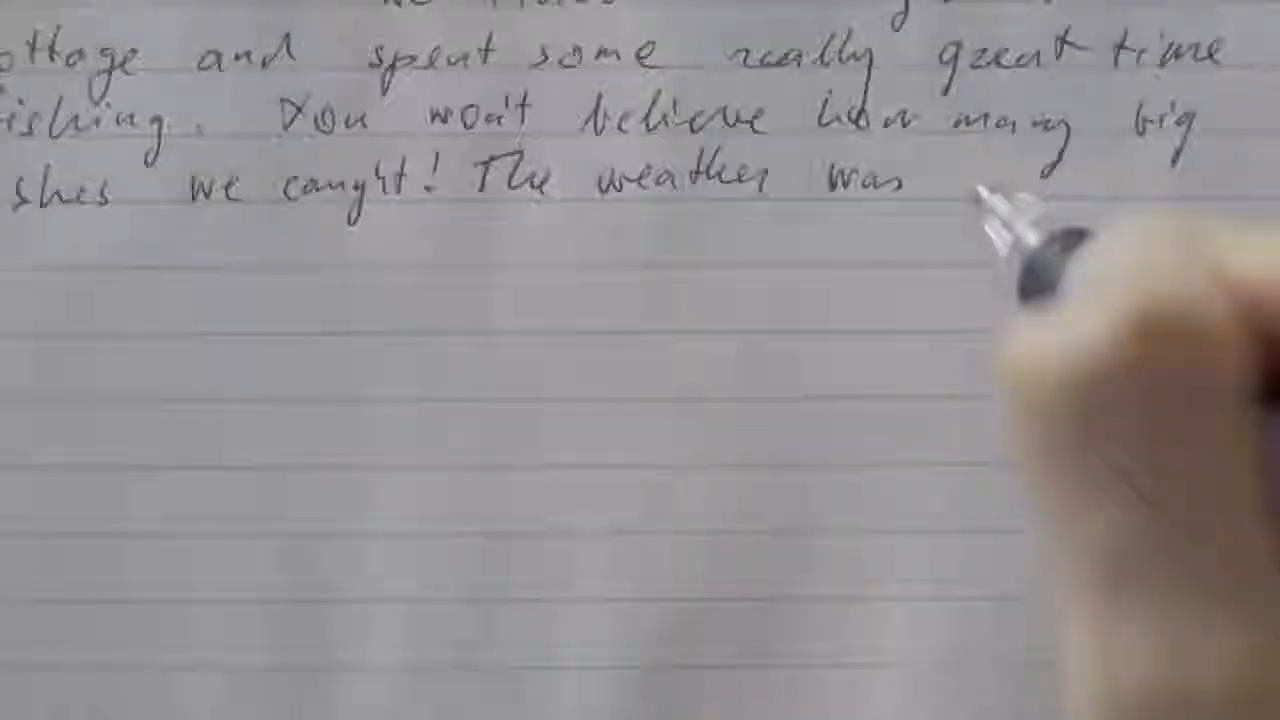 ottage and spent some really great time
ishing. You won't believe how many big
shes we caught! The weather was